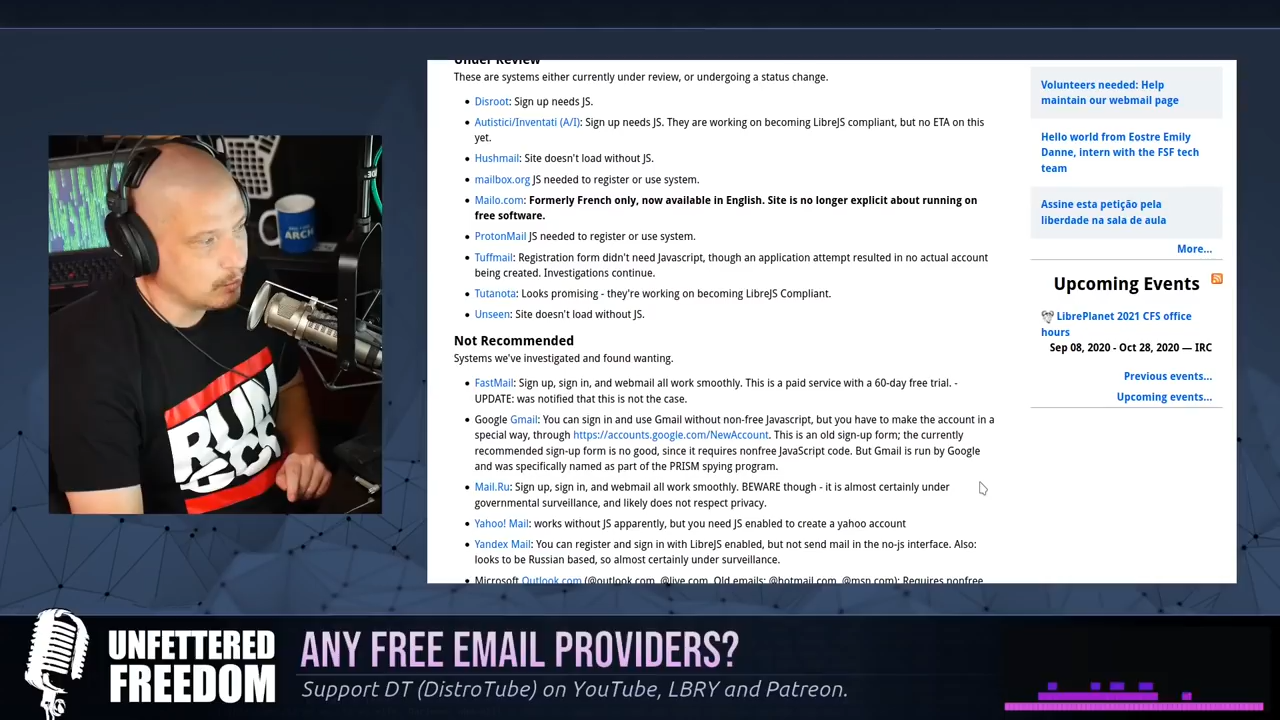 Under Review
These are systems either currently under review, or undergoing a status change.
Disroot: Sign up needs JS.
Autistici/Inventati (A/I): Sign up needs JS. They are working on becoming LibreJS compliant, but no ETA on this
yet.
Hushmail: Site doesn't load without JS.
mailbox.org JS needed to register or use system.
Mailo.com: Formerly French only, now available in English. Site is no longer explicit about running on
free software.
ProtonMail JS needed to register or use system.
Tuffmail: Registration form didn't need Javascript, though an application attempt resulted in no actual account
being created. Investigations continue.
Tutanota: Looks promising - they're working on becoming LibreJS Compliant.
Unseen: Site doesn't load without JS.
Not Recommended
Systems we've investigated and found wanting.
FastMail: Sign up, sign in, and webmail all work smoothly. This is a paid service with a 60-day free trial. -
UPDATE: was notified that this is not the case.
Google Gmail: You can sign in and use Gmail without non-free Javascript, but you have to make the account in a
special way, through https://accounts.google.com/NewAccount. This is an old sign-up form; the currently
recommended sign-up form is no good, since it requires nonfree JavaScript code. But Gmail is run by Google
and was specifically named as part of the PRISM spying program.
Mail.Ru: Sign up, sign in, and webmail all work smoothly. BEWARE though - it is almost certainly under
governmental surveillance, and likely does not respect privacy.
Yahoo! Mail: works without JS apparently, but you need JS enabled to create a yahoo account
Yandex Mail: You can register and sign in with LibreJS enabled, but not send mail in the no-js interface. Also:
looks to be Russian based, so almost certainly under surveillance.
Microsoft Outlook.com (@outlook.com, @live.com, Old emails: @hotmail.com, @msn.com): Requires nonfree
Volunteers needed: Help
maintain our webmail page
Hello world from Eostre Emily
Danne, intern with the FSF tech
team
Assine esta petição pela
liberdade na sala de aula
More...
Upcoming Events
LibrePlanet 2021 CFS office
hours
Sep 08, 2020 - Oct 28, 2020 — IRC
Previous events...
Upcoming events...
ARCH
RUN
GCC
UNFETTERED
FREEDOM
ANY FREE EMAIL PROVIDERS?
Support DT (DistroTube) on YouTube, LBRY and Patreon.